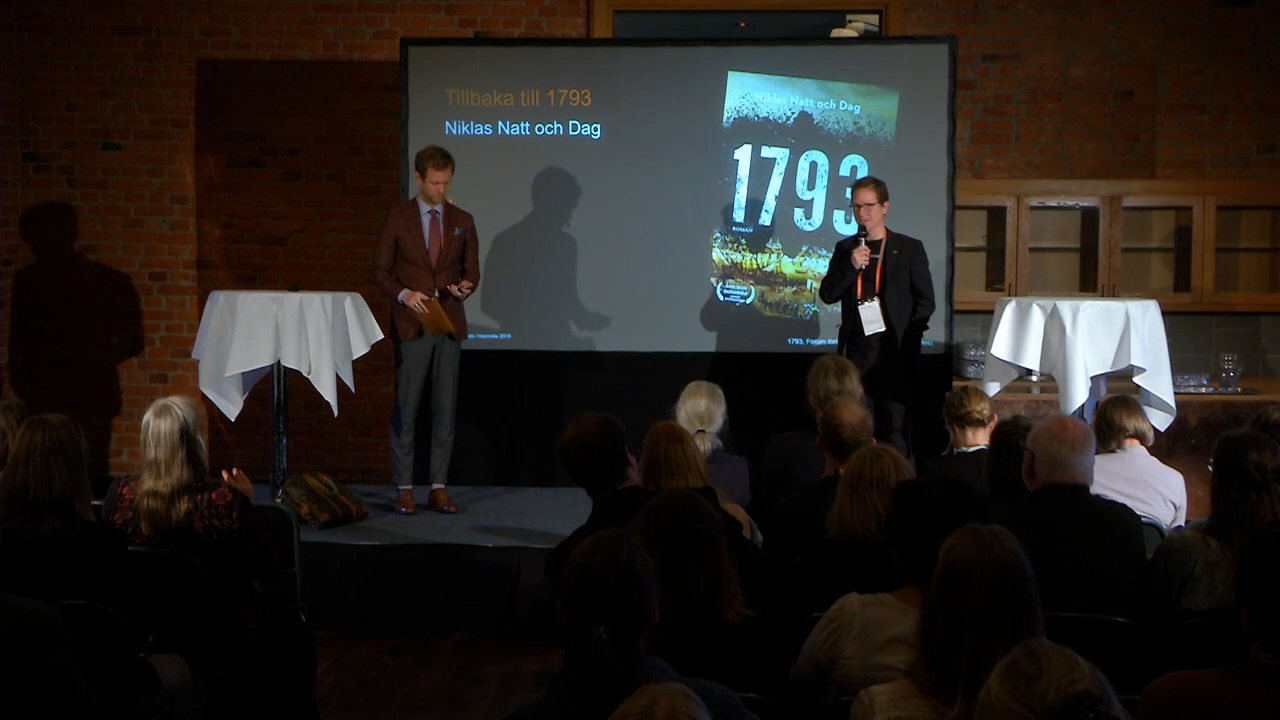 Tillbaka till 1793
Niklas Natt och Dag
Niklas Natt och Dag
1793
ROMAN
1793, Forum